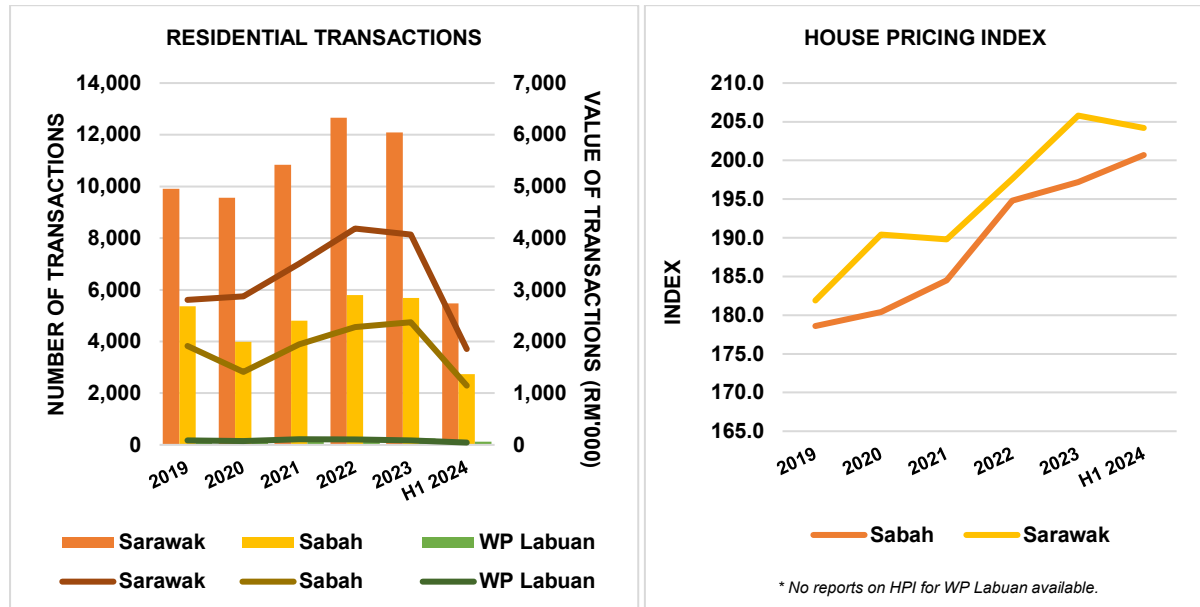 RESIDENTIAL TRANSACTIONS
NUMBER OF TRANSACTIONS
14,000
12,000
10,000
8,000
6,000
4,000
2,000
0
7,000
6,000
5,000
4,000
3,000
2,000
1,000
0
VALUE OF TRANSACTIONS (RM'000)
2019
2020
2021
2022
2023
H1 2024
Sarawak
Sabah
WP Labuan
Sarawak
Sabah
WP Labuan
HOUSE PRICING INDEX
INDEX
210.0
205.0
200.0
195.0
190.0
185.0
180.0
175.0
170.0
165.0
2019
2020
2021
2022
2023
H1 2024
Sabah
Sarawak
* No reports on HPI for WP Labuan available.